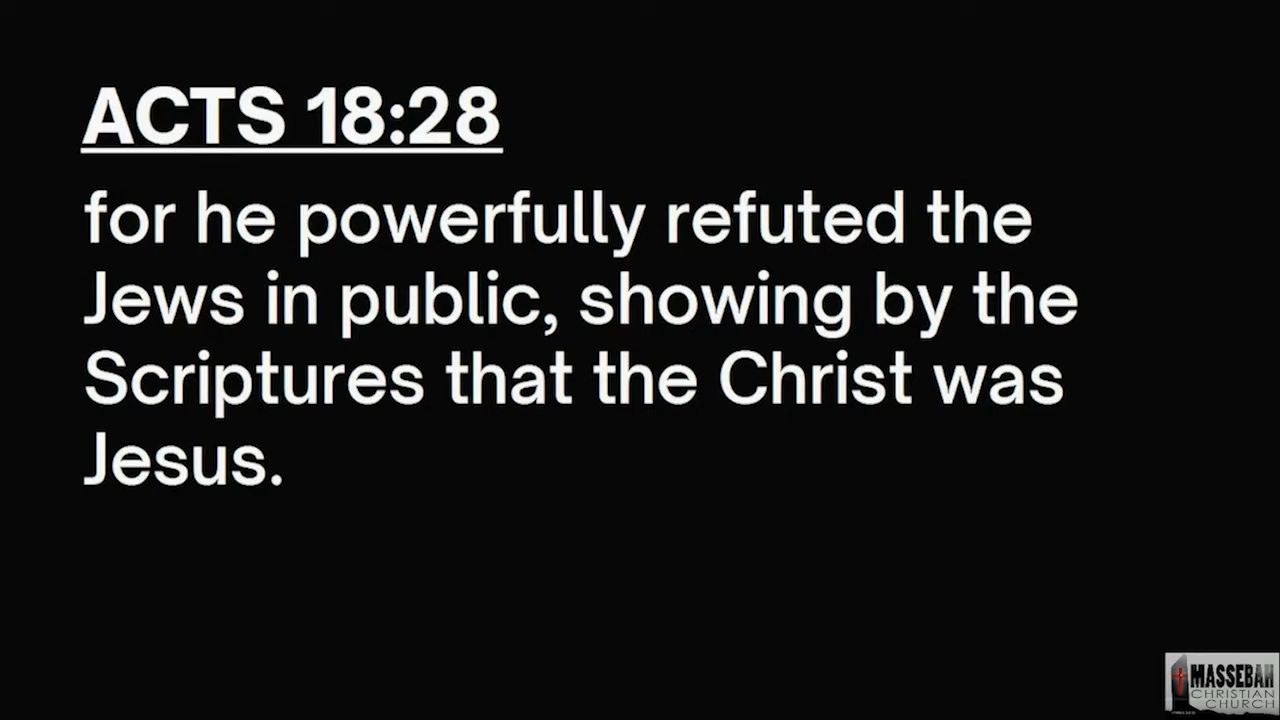 ACTS 18:28
for he powerfully refuted the
Jews in public, showing by the
Scriptures that the Christ was
Jesus.
MASSEBAH
CHRISTIAN
CHURCH